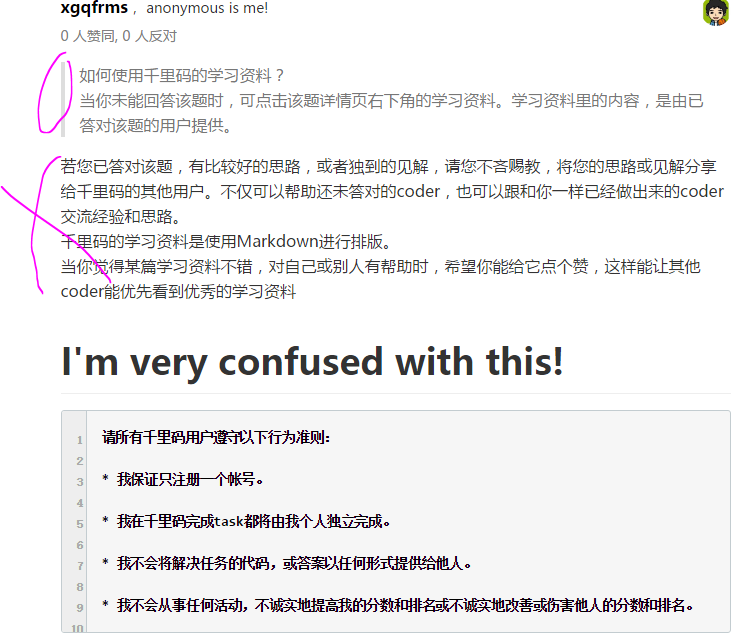 xgqfrms， anonymous is me!
0 人赞同, 0 人反对
如何使用千里码的学习资料？
当你未能回答该题时，可点击该题详情页右下角的学习资料。学习资料里的内容，是由已
答对该题的用户提供。
若您已答对该题，有比较好的思路，或者独到的见解，请您不吝赐教，将您的思路或见解分享
给千里码的其他用户。不仅可以帮助还未答对的coder，也可以跟和你一样已经做出来的coder
交流经验和思路。
千里码的学习资料是使用Markdown进行排版。
当你觉得某篇学习资料不错，对自己或别人有帮助时，希望你能给它点个赞，这样能让其他
coder能优先看到优秀的学习资料
I'm very confused with this!
1 请所有千里码用户遵守以下行为准则:
2
3 * 我保证只注册一个帐号。
4
5 * 我在千里码完成task都将由我个人独立完成。
6
7 * 我不会将解决任务的代码，或答案以任何形式提供给他人。
8
9 * 我不会从事任何活动，不诚实地提高我的分数和排名或不诚实地改善或伤害他人的分数和排名。
10